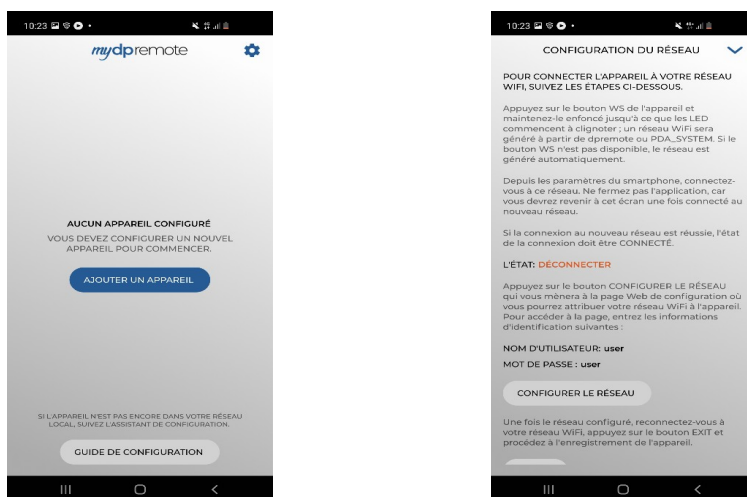 10:23
mydpremote
AUCUN APPAREIL CONFIGURÉ
VOUS DEVEZ CONFIGURER UN NOUVEL
APPAREIL POUR COMMENCER.
AJOUTER UN APPAREIL
SI L'APPAREIL N'EST PAS ENCORE DANS VOTRE RÉSEAU
LOCAL, SUIVEZ L'ASSISTANT DE CONFIGURATION.
GUIDE DE CONFIGURATION
10:23
CONFIGURATION DU RÉSEAU
POUR CONNECTER L'APPAREIL À VOTRE RÉSEAU
WIFI, SUIVEZ LES ÉTAPES CI-DESSOUS.
Appuyez sur le bouton WS de l'appareil et
maintenez-le enfoncé jusqu'à ce que les LED
commencent à clignoter ; un réseau WiFi sera
généré à partir de dpremote ou PDA_SYSTEM. Si le
bouton WS n'est pas disponible, le réseau est
généré automatiquement.
Depuis les paramètres du smartphone, connectez-
vous à ce réseau. Ne fermez pas l'application, car
vous devrez revenir à cet écran une fois connecté au
nouveau réseau.
Si la connexion au nouveau réseau est réussie, l'état
de la connexion doit être CONNECTÉ.
L'ÉTAT: DÉCONNECTER
Appuyez sur le bouton CONFIGURER LE RÉSEAU
qui vous mènera à la page Web de configuration où
vous pourrez attribuer votre réseau WiFi à l'appareil.
Pour accéder à la page, entrez les informations
d'identification suivantes :
NOM D'UTILISATEUR: user
MOT DE PASSE : user
CONFIGURER LE RÉSEAU
Une fois le réseau configuré, reconnectez-vous à
votre réseau WiFi, appuyez sur le bouton EXIT et
procédez à l'enregistrement de l'appareil.